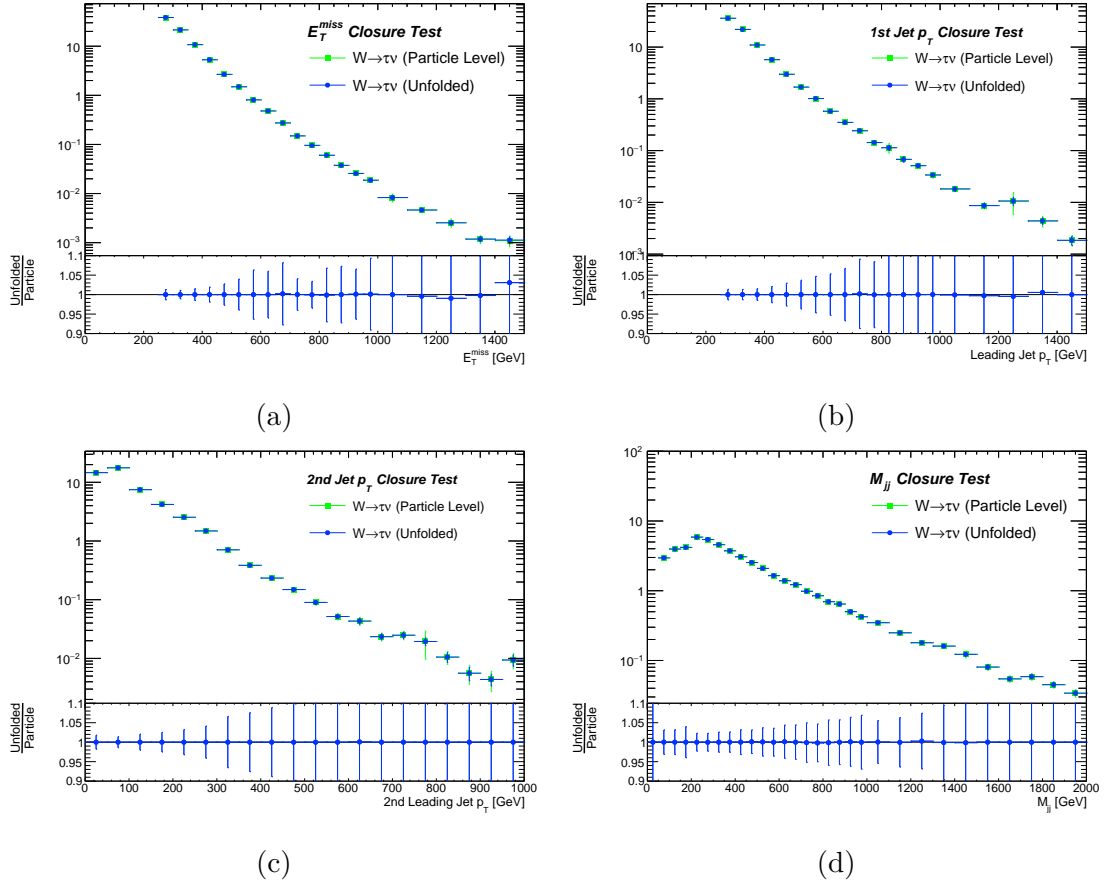 E_T^miss Closure Test
W→τν (Particle Level)
W→τν (Unfolded)
10
1
10⁻¹
10⁻²
10⁻³
Unfolded
Particle
1.1
1.05
1
0.95
0.9
0 200 400 600 800 1000 1200 1400
E_T^miss [GeV]
(a)
1st Jet p_T Closure Test
W→τν (Particle Level)
W→τν (Unfolded)
10
1
10⁻¹
10⁻²
10⁻³
Unfolded
Particle
1.1
1.05
1
0.95
0.9
0 200 400 600 800 1000 1200 1400
Leading Jet p_T [GeV]
(b)
2nd Jet p_T Closure Test
W→τν (Particle Level)
W→τν (Unfolded)
10
1
10⁻¹
10⁻²
Unfolded
Particle
1.1
1.05
1
0.95
0.9
0 100 200 300 400 500 600 700 800 900 1000
2nd Leading Jet p_T [GeV]
(c)
M_jj Closure Test
W→τν (Particle Level)
W→τν (Unfolded)
10²
10
1
10⁻¹
Unfolded
Particle
1.1
1.05
1
0.95
0.9
0 200 400 600 800 1000 1200 1400 1600 1800 2000
M_jj [GeV]
(d)